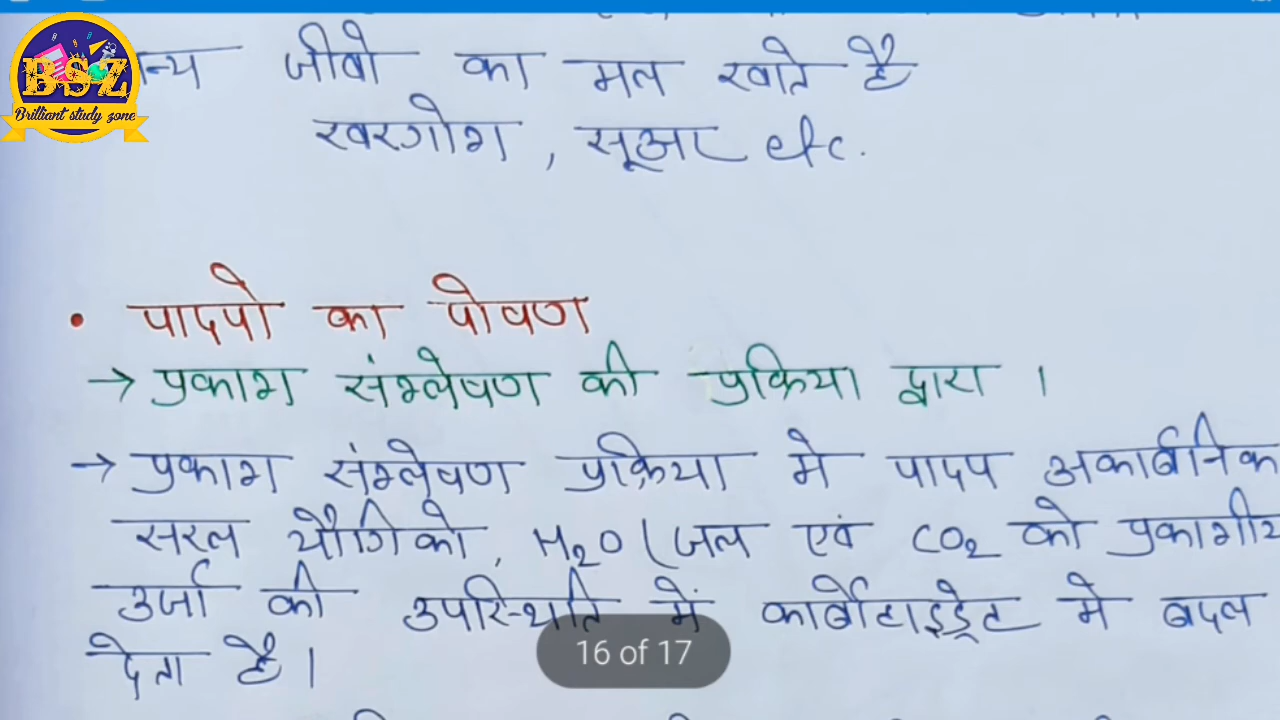 BSZ
Brilliant study zone
न्य जीवो का मल खाते है
खरगोश, सूअर etc.
• पादपो का पोषण
→ प्रकाश संश्लेषण की प्रक्रिया द्वारा ।
→ प्रकाश संश्लेषण प्रक्रिया मे पादप अकार्बनिक
सरल यौगिको, H₂O (जल एवं CO₂ को प्रकाशीय
उर्जा की उपस्थिति में कार्बोहाइड्रेट मे बदल
देता है।
16 of 17